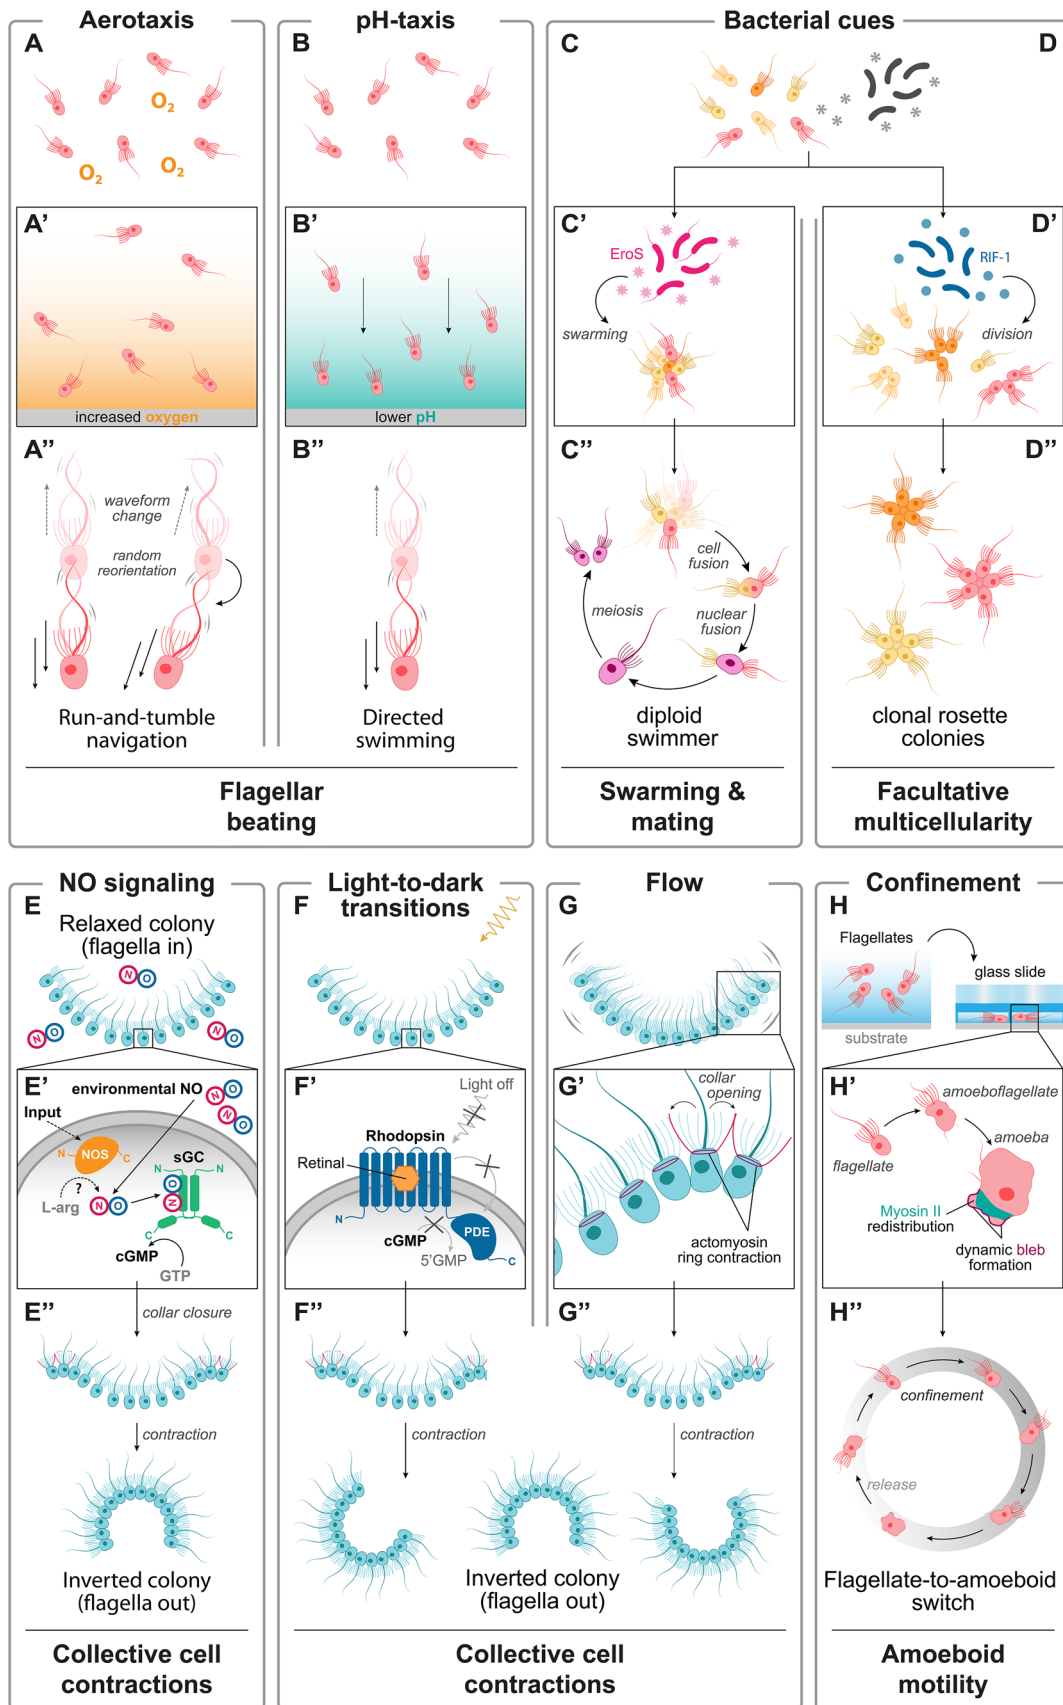 Aerotaxis
A
O₂
O₂
O₂
A'
increased oxygen
A''
waveform
change
random
reorientation
Run-and-tumble
navigation
pH-taxis
B
B'
lower pH
B''
Directed
swimming
Flagellar
beating
Bacterial cues
C
D
C'
EroS
swarming
C''
cell
fusion
meiosis
nuclear
fusion
diploid
swimmer
Swarming &
mating
D'
RIF-1
division
D''
clonal rosette
colonies
Facultative
multicellularity
NO signaling
E
Relaxed colony
(flagella in)
N O
N O
N O
E'
environmental NO
N O
N O
Input
N
NOS
C
sGC
N
N
?
L-arg
N O
O
N
C
C
cGMP
GTP
E''
collar closure
contraction
Inverted colony
(flagella out)
Collective cell
contractions
Light-to-dark
transitions
F
F'
Light off
Rhodopsin
Retinal
N
cGMP
PDE
5'GMP
C
F''
contraction
Flow
G
G'
collar
opening
actomyosin
ring contraction
G''
contraction
Inverted colony
(flagella out)
Collective cell
contractions
Confinement
H
Flagellates
glass slide
substrate
H'
amoeboflagellate
amoeba
flagellate
Myosin II
redistribution
dynamic bleb
formation
H''
confinement
release
Flagellate-to-amoeboid
switch
Amoeboid
motility